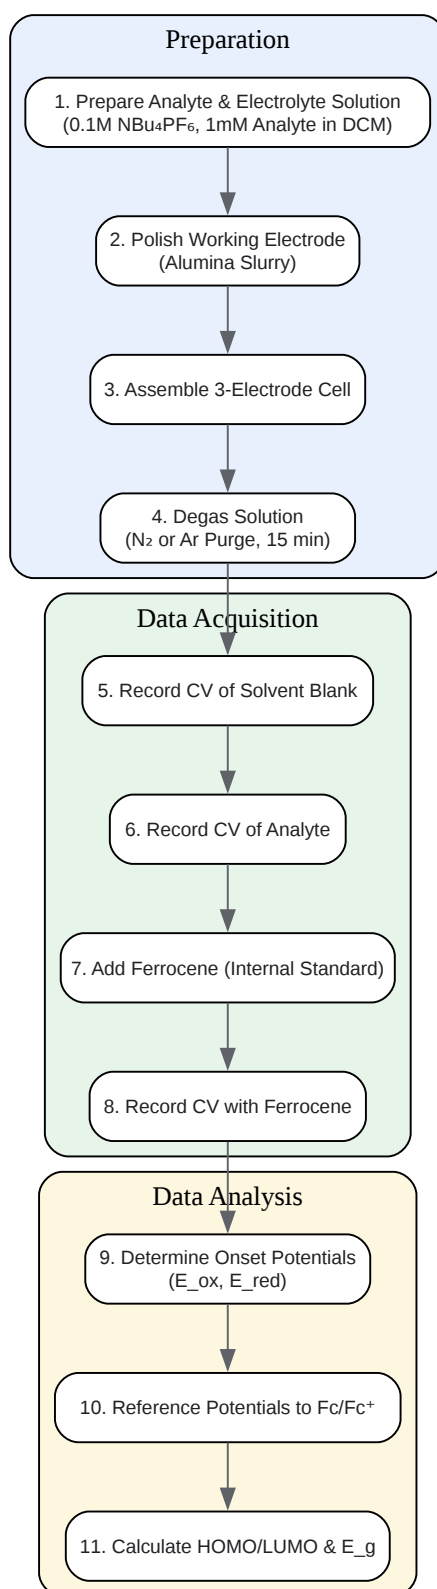 Preparation
1. Prepare Analyte & Electrolyte Solution
(0.1M NBu₄PF₆, 1mM Analyte in DCM)
2. Polish Working Electrode
(Alumina Slurry)
3. Assemble 3-Electrode Cell
4. Degas Solution
(N₂ or Ar Purge, 15 min)
Data Acquisition
5. Record CV of Solvent Blank
6. Record CV of Analyte
7. Add Ferrocene (Internal Standard)
8. Record CV with Ferrocene
Data Analysis
9. Determine Onset Potentials
(E_ox, E_red)
10. Reference Potentials to Fc/Fc⁺
11. Calculate HOMO/LUMO & E_g